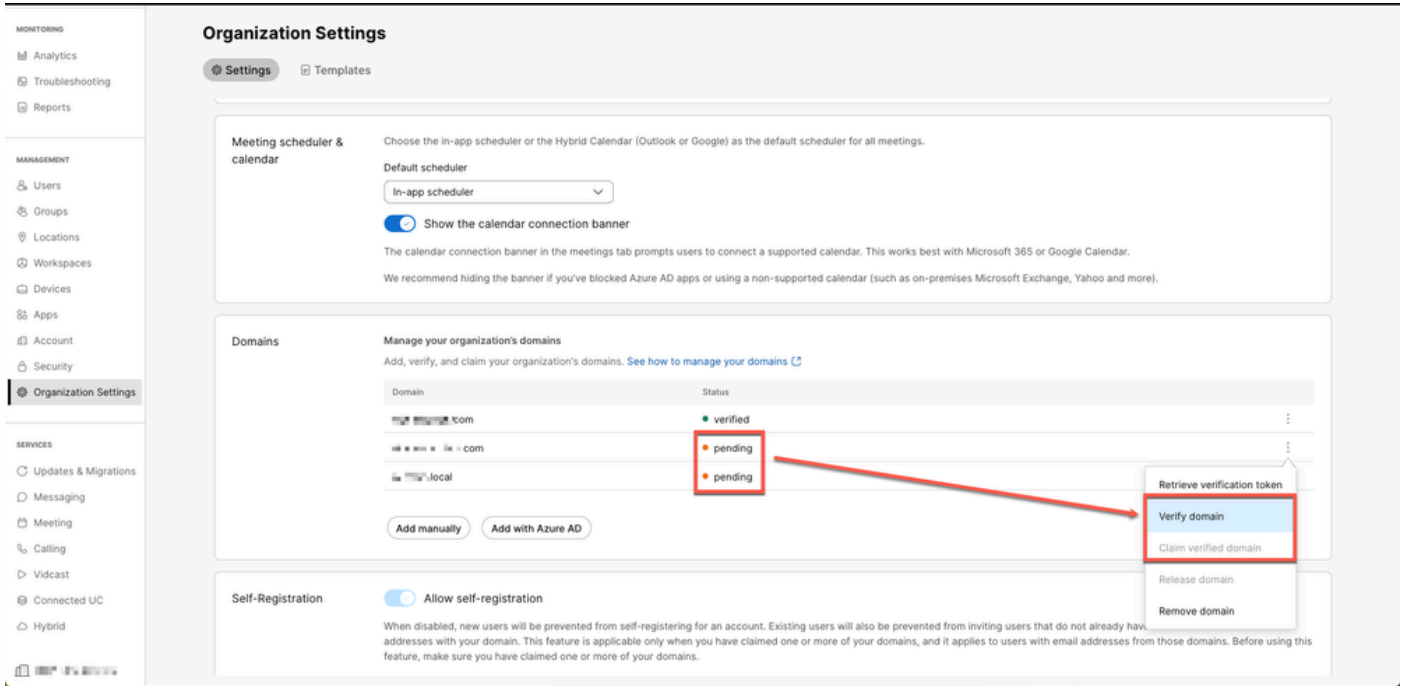 MONITORING
Analytics
Troubleshooting
Reports
MANAGEMENT
Users
Groups
Locations
Workspaces
Devices
Apps
Account
Security
Organization Settings
SERVICES
Updates & Migrations
Messaging
Meeting
Calling
Vidcast
Connected UC
Hybrid
Organization Settings
Settings Templates
Meeting scheduler &
calendar
Choose the in-app scheduler or the Hybrid Calendar (Outlook or Google) as the default scheduler for all meetings.
Default scheduler
In-app scheduler
Show the calendar connection banner
The calendar connection banner in the meetings tab prompts users to connect a supported calendar. This works best with Microsoft 365 or Google Calendar.
We recommend hiding the banner if you've blocked Azure AD apps or using a non-supported calendar (such as on-premises Microsoft Exchange, Yahoo and more).
Domains
Manage your organization's domains
Add, verify, and claim your organization's domains. See how to manage your domains
Domain Status
.com verified
.com pending
.local pending
Add manually Add with Azure AD
Retrieve verification token
Verify domain
Claim verified domain
Release domain
Remove domain
Self-Registration
Allow self-registration
When disabled, new users will be prevented from self-registering for an account. Existing users will also be prevented from inviting users that do not already
addresses with your domain. This feature is applicable only when you have claimed one or more of your domains, and it applies to users with email addresses from those domains. Before using this
feature, make sure you have claimed one or more of your domains.